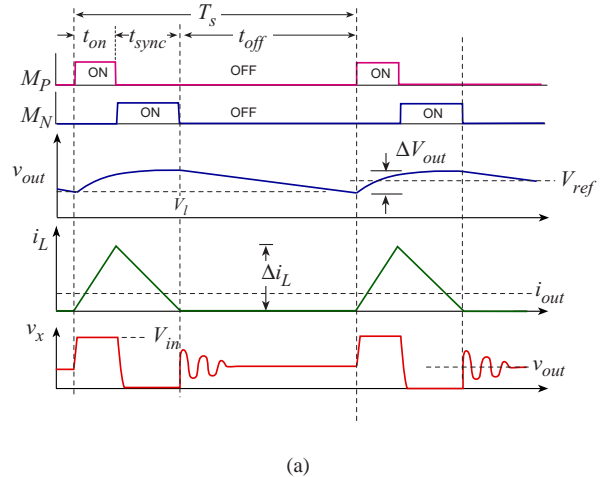 T_s
t_on t_sync t_off
M_P ON OFF ON
M_N ON OFF ON
v_out V_l ΔV_out V_ref
i_L Δi_L i_out
v_x V_in v_out
(a)